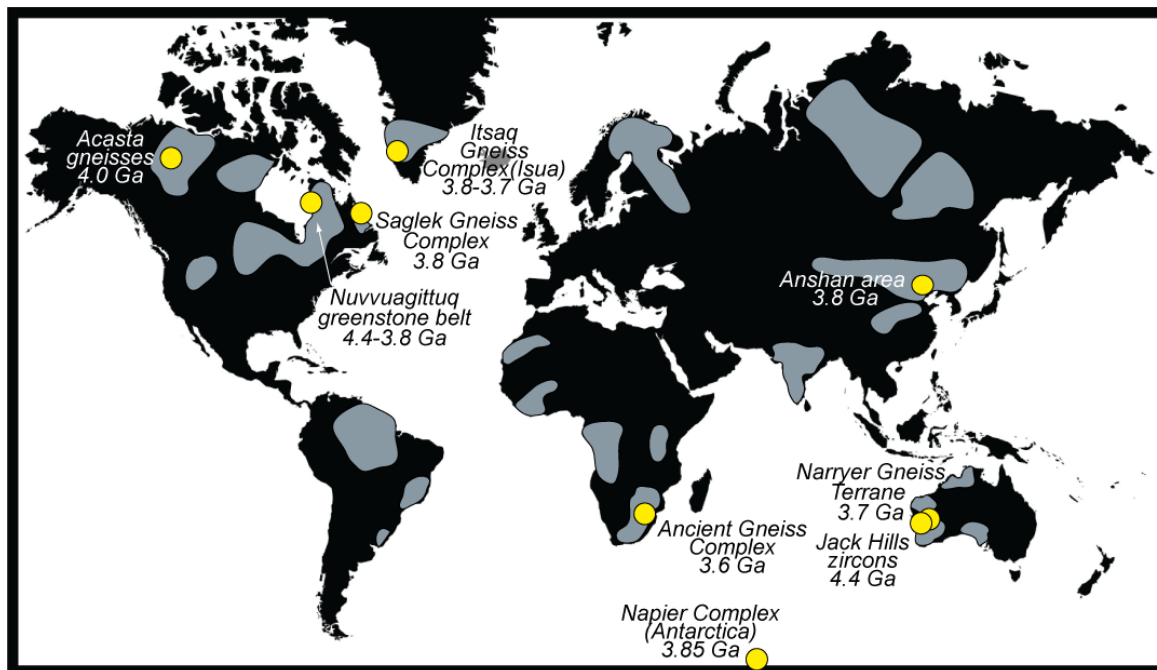 Acasta
gneisses
4.0 Ga
Itsaq
Gneiss
Complex(Isua)
3.8-3.7 Ga
Saglek Gneiss
Complex
3.8 Ga
Nuvvuagittuq
greenstone belt
4.4-3.8 Ga
Anshan area
3.8 Ga
Narryer Gneiss
Terrane
3.7 Ga
Jack Hills
zircons
4.4 Ga
Ancient Gneiss
Complex
3.6 Ga
Napier Complex
(Antarctica)
3.85 Ga